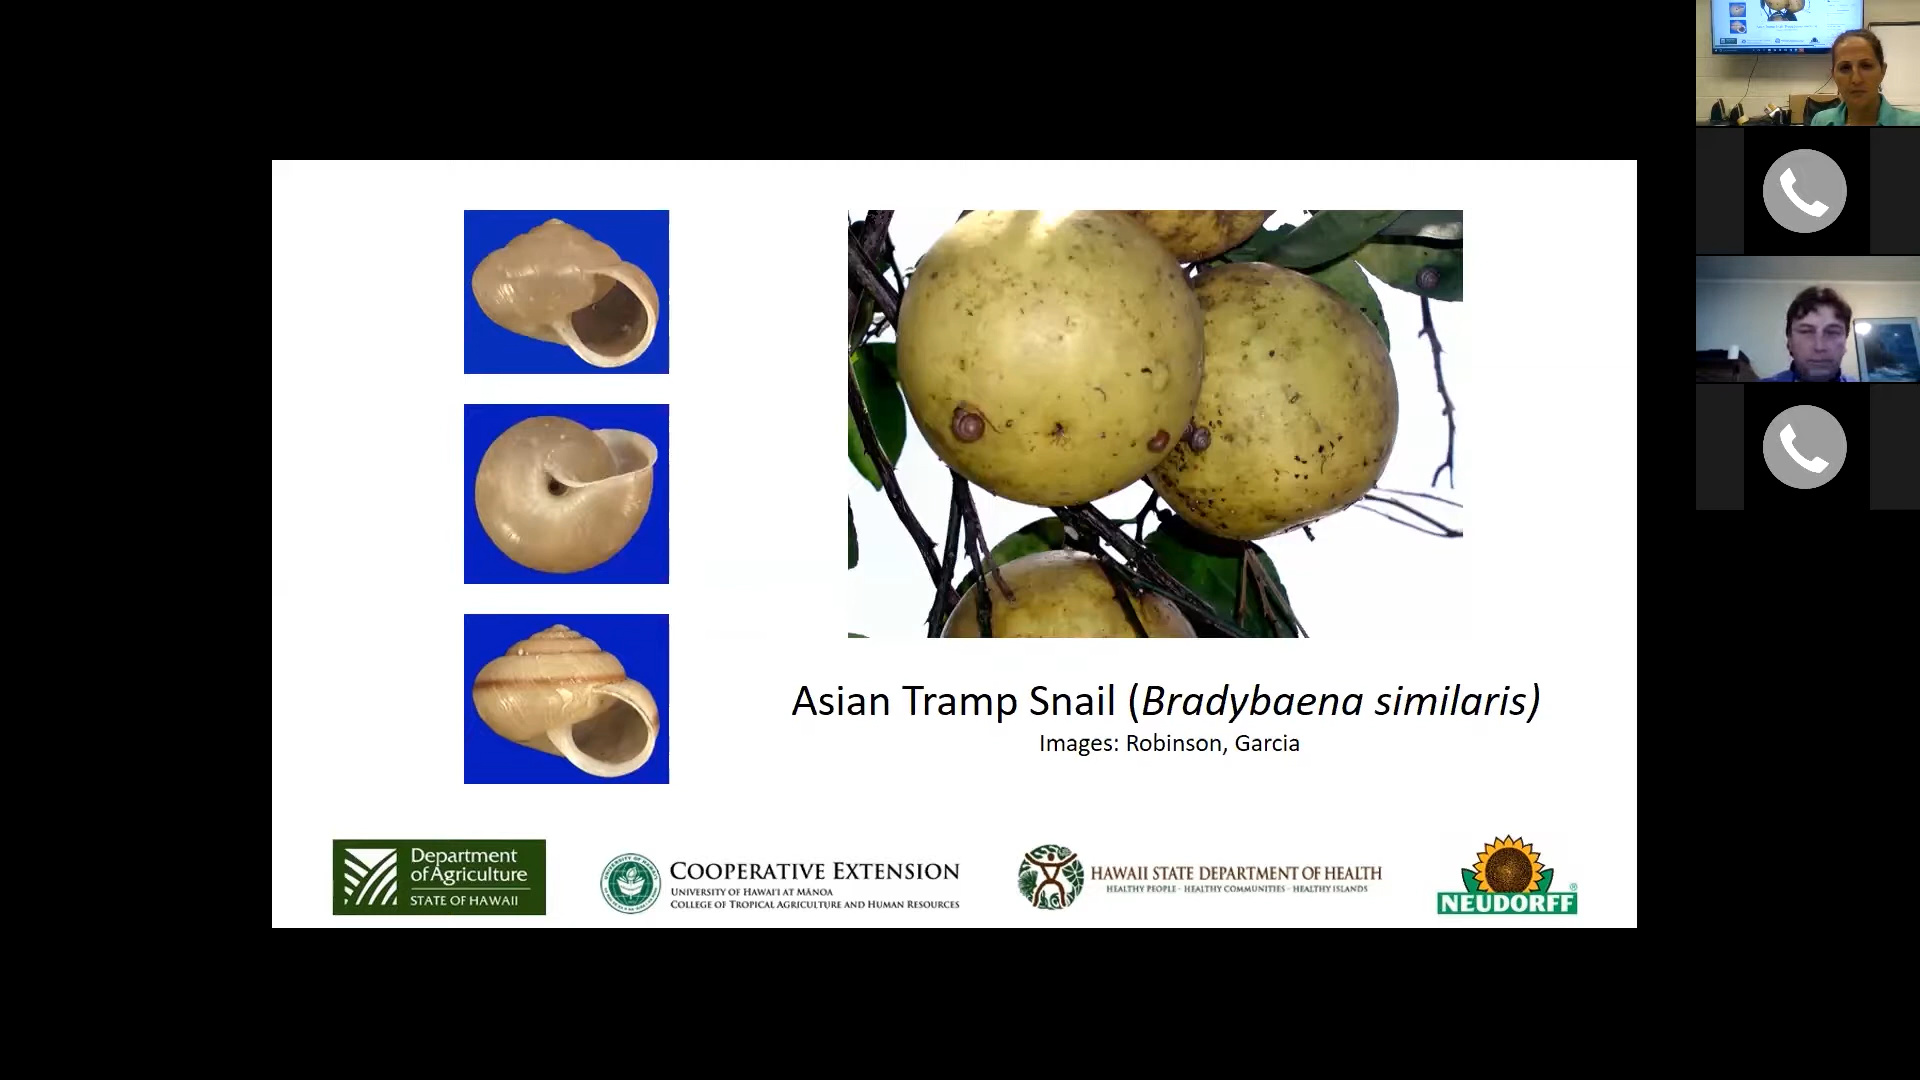 Asian Tramp Snail (Bradybaena similaris)
Images: Robinson, Garcia
Department
of Agriculture
STATE OF HAWAII
COOPERATIVE EXTENSION
UNIVERSITY OF HAWAI'I AT MĀNOA
COLLEGE OF TROPICAL AGRICULTURE AND HUMAN RESOURCES
HAWAII STATE DEPARTMENT OF HEALTH
HEALTHY PEOPLE - HEALTHY COMMUNITIES - HEALTHY ISLANDS
NEUDORFF®